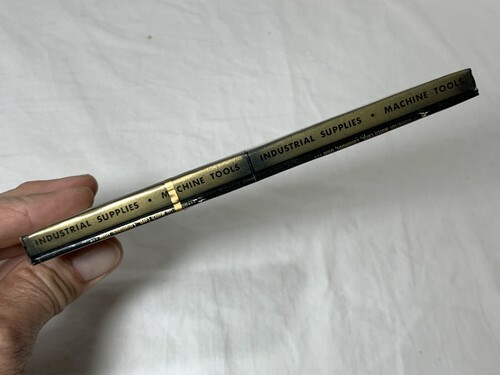 INDUSTRIAL SUPPLIES • MACHINE TOOLS INDUSTRIAL SUPPLIES • MACHINE TOOLS